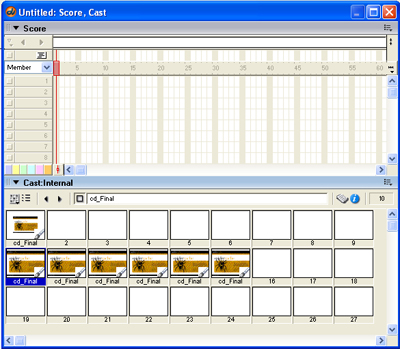 Untitled: Score, Cast
Score
Member 5 10 15 20 25 30 35 40 45 50 55 60
1
2
3
4
5
6
7
8
Cast:Internal
cd_Final 10
cd_Final 2 3 4 5 6 7 8 9
cd_Final cd_Final cd_Final cd_Final cd_Final cd_Final 16 17 18
19 20 21 22 23 24 25 26 27